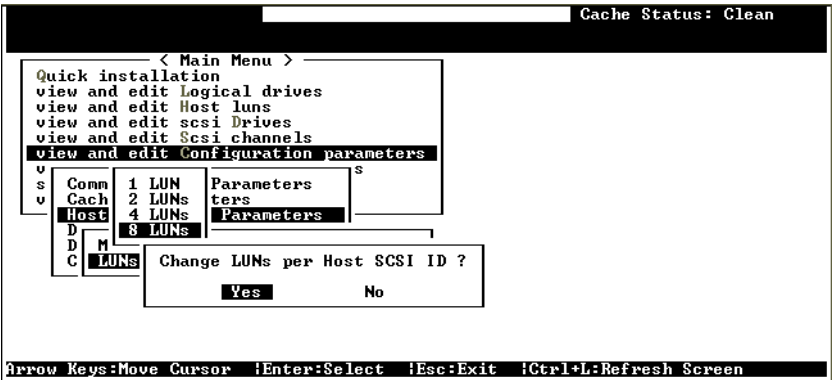 Cache Status: Clean
< Main Menu >
Quick installation
view and edit Logical drives
view and edit Host luns
view and edit scsi Drives
view and edit Scsi channels
view and edit Configuration parameters
v s
s Comm 1 LUN Parameters
v Cach 2 LUNs ters
Host 4 LUNs Parameters
D 8 LUNs
D M
C LUNs Change LUNs per Host SCSI ID ?
Yes No
Arrow Keys:Move Cursor |Enter:Select |Esc:Exit |Ctrl+L:Refresh Screen